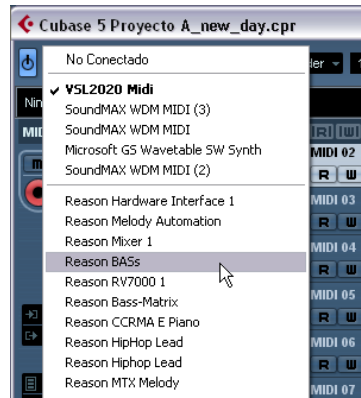 Cubase 5 Proyecto A_new_day.cpr
No Conectado
der
VSL2020 Midi
Nin
SoundMAX WDM MIDI (3)
SoundMAX WDM MIDI
Microsoft GS Wavetable SW Synth
MIDI 02
SoundMAX WDM MIDI (2)
m
R W
Reason Hardware Interface 1
MIDI 03
Reason Melody Automation
R W
Reason Mixer 1
MIDI 04
Reason BASs
R W
Reason RV7000 1
MIDI 05
Reason Bass-Matrix
R W
Reason CCRMA E Piano
MIDI 06
Reason HipHop Lead
R W
Reason Hiphop Lead
Reason MTX Melody
MIDI 07